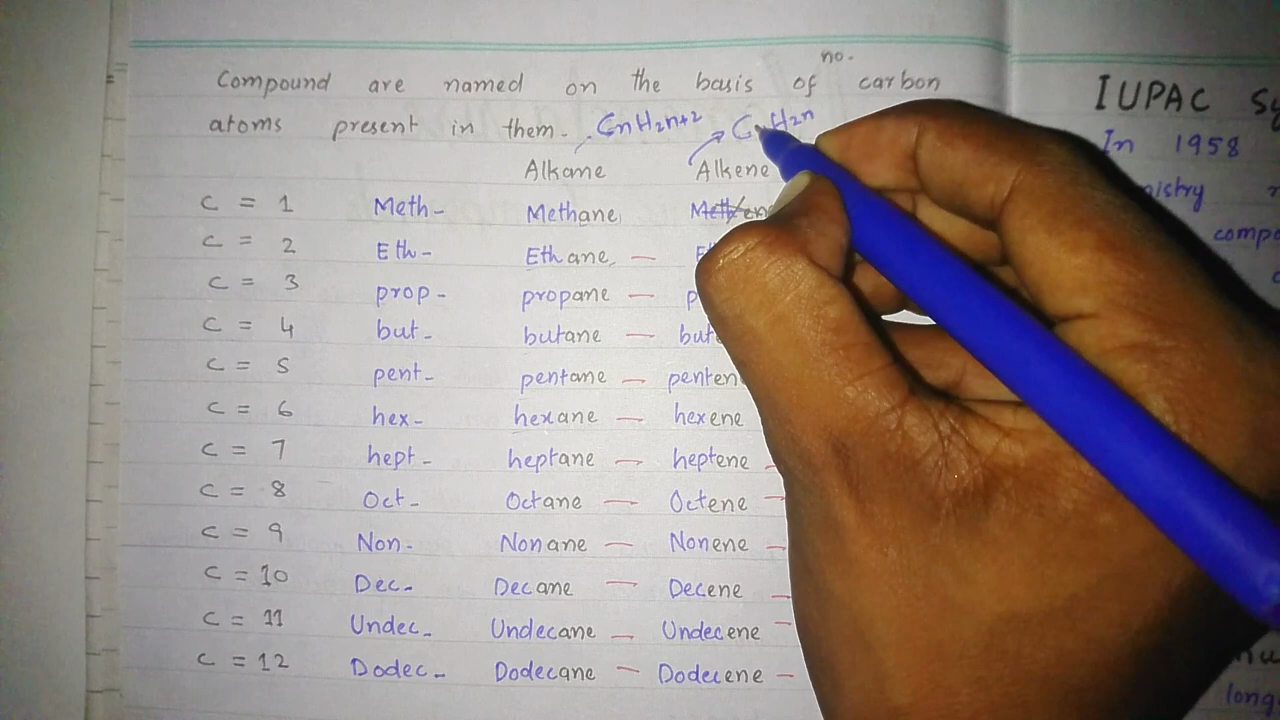 no.
Compound are named on the basis of carbon
atoms present in them. CnH2n+2 CnH2n
Alkane Alkene
C = 1 Meth- Methane
C = 2 Eth- Ethane —
C = 3 prop- propane —
C = 4 but- butane —
C = 5 pent- pentane —
C = 6 hex- hexane — hexene
C = 7 hept- heptane — heptene —
C = 8 Oct- Octane — Octene —
C = 9 Non- Nonane — Nonene —
C = 10 Dec- Decane — Decene —
C = 11 Undec- Undecane — Undecene —
C = 12 Dodec- Dodecane — Dodecene —
IUPAC
In 1958
long